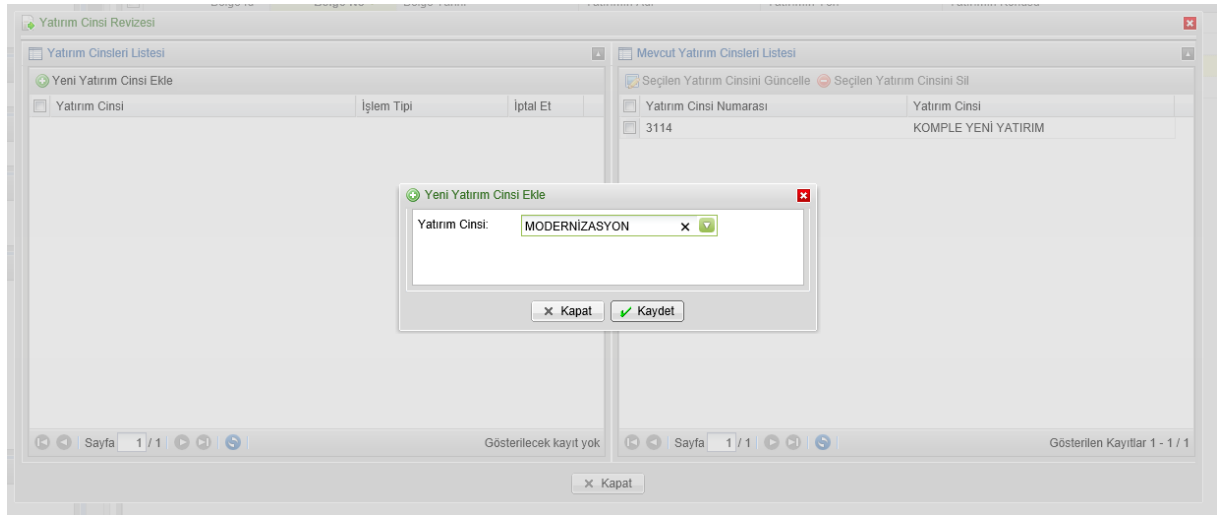 Yatırım Cinsi Revizesi
Yatırım Cinsleri Listesi
Mevcut Yatırım Cinsleri Listesi
Yeni Yatırım Cinsi Ekle
Seçilen Yatırım Cinsini Güncelle Seçilen Yatırım Cinsini Sil
Yatırım Cinsi İşlem Tipi İptal Et
Yatırım Cinsi Numarası Yatırım Cinsi
3114 KOMPLE YENİ YATIRIM
Yeni Yatırım Cinsi Ekle
Yatırım Cinsi: MODERNİZASYON
Kapat Kaydet
Sayfa 1 / 1 Gösterilecek kayıt yok
Sayfa 1 / 1 Gösterilen Kayıtlar 1 - 1 / 1
Kapat